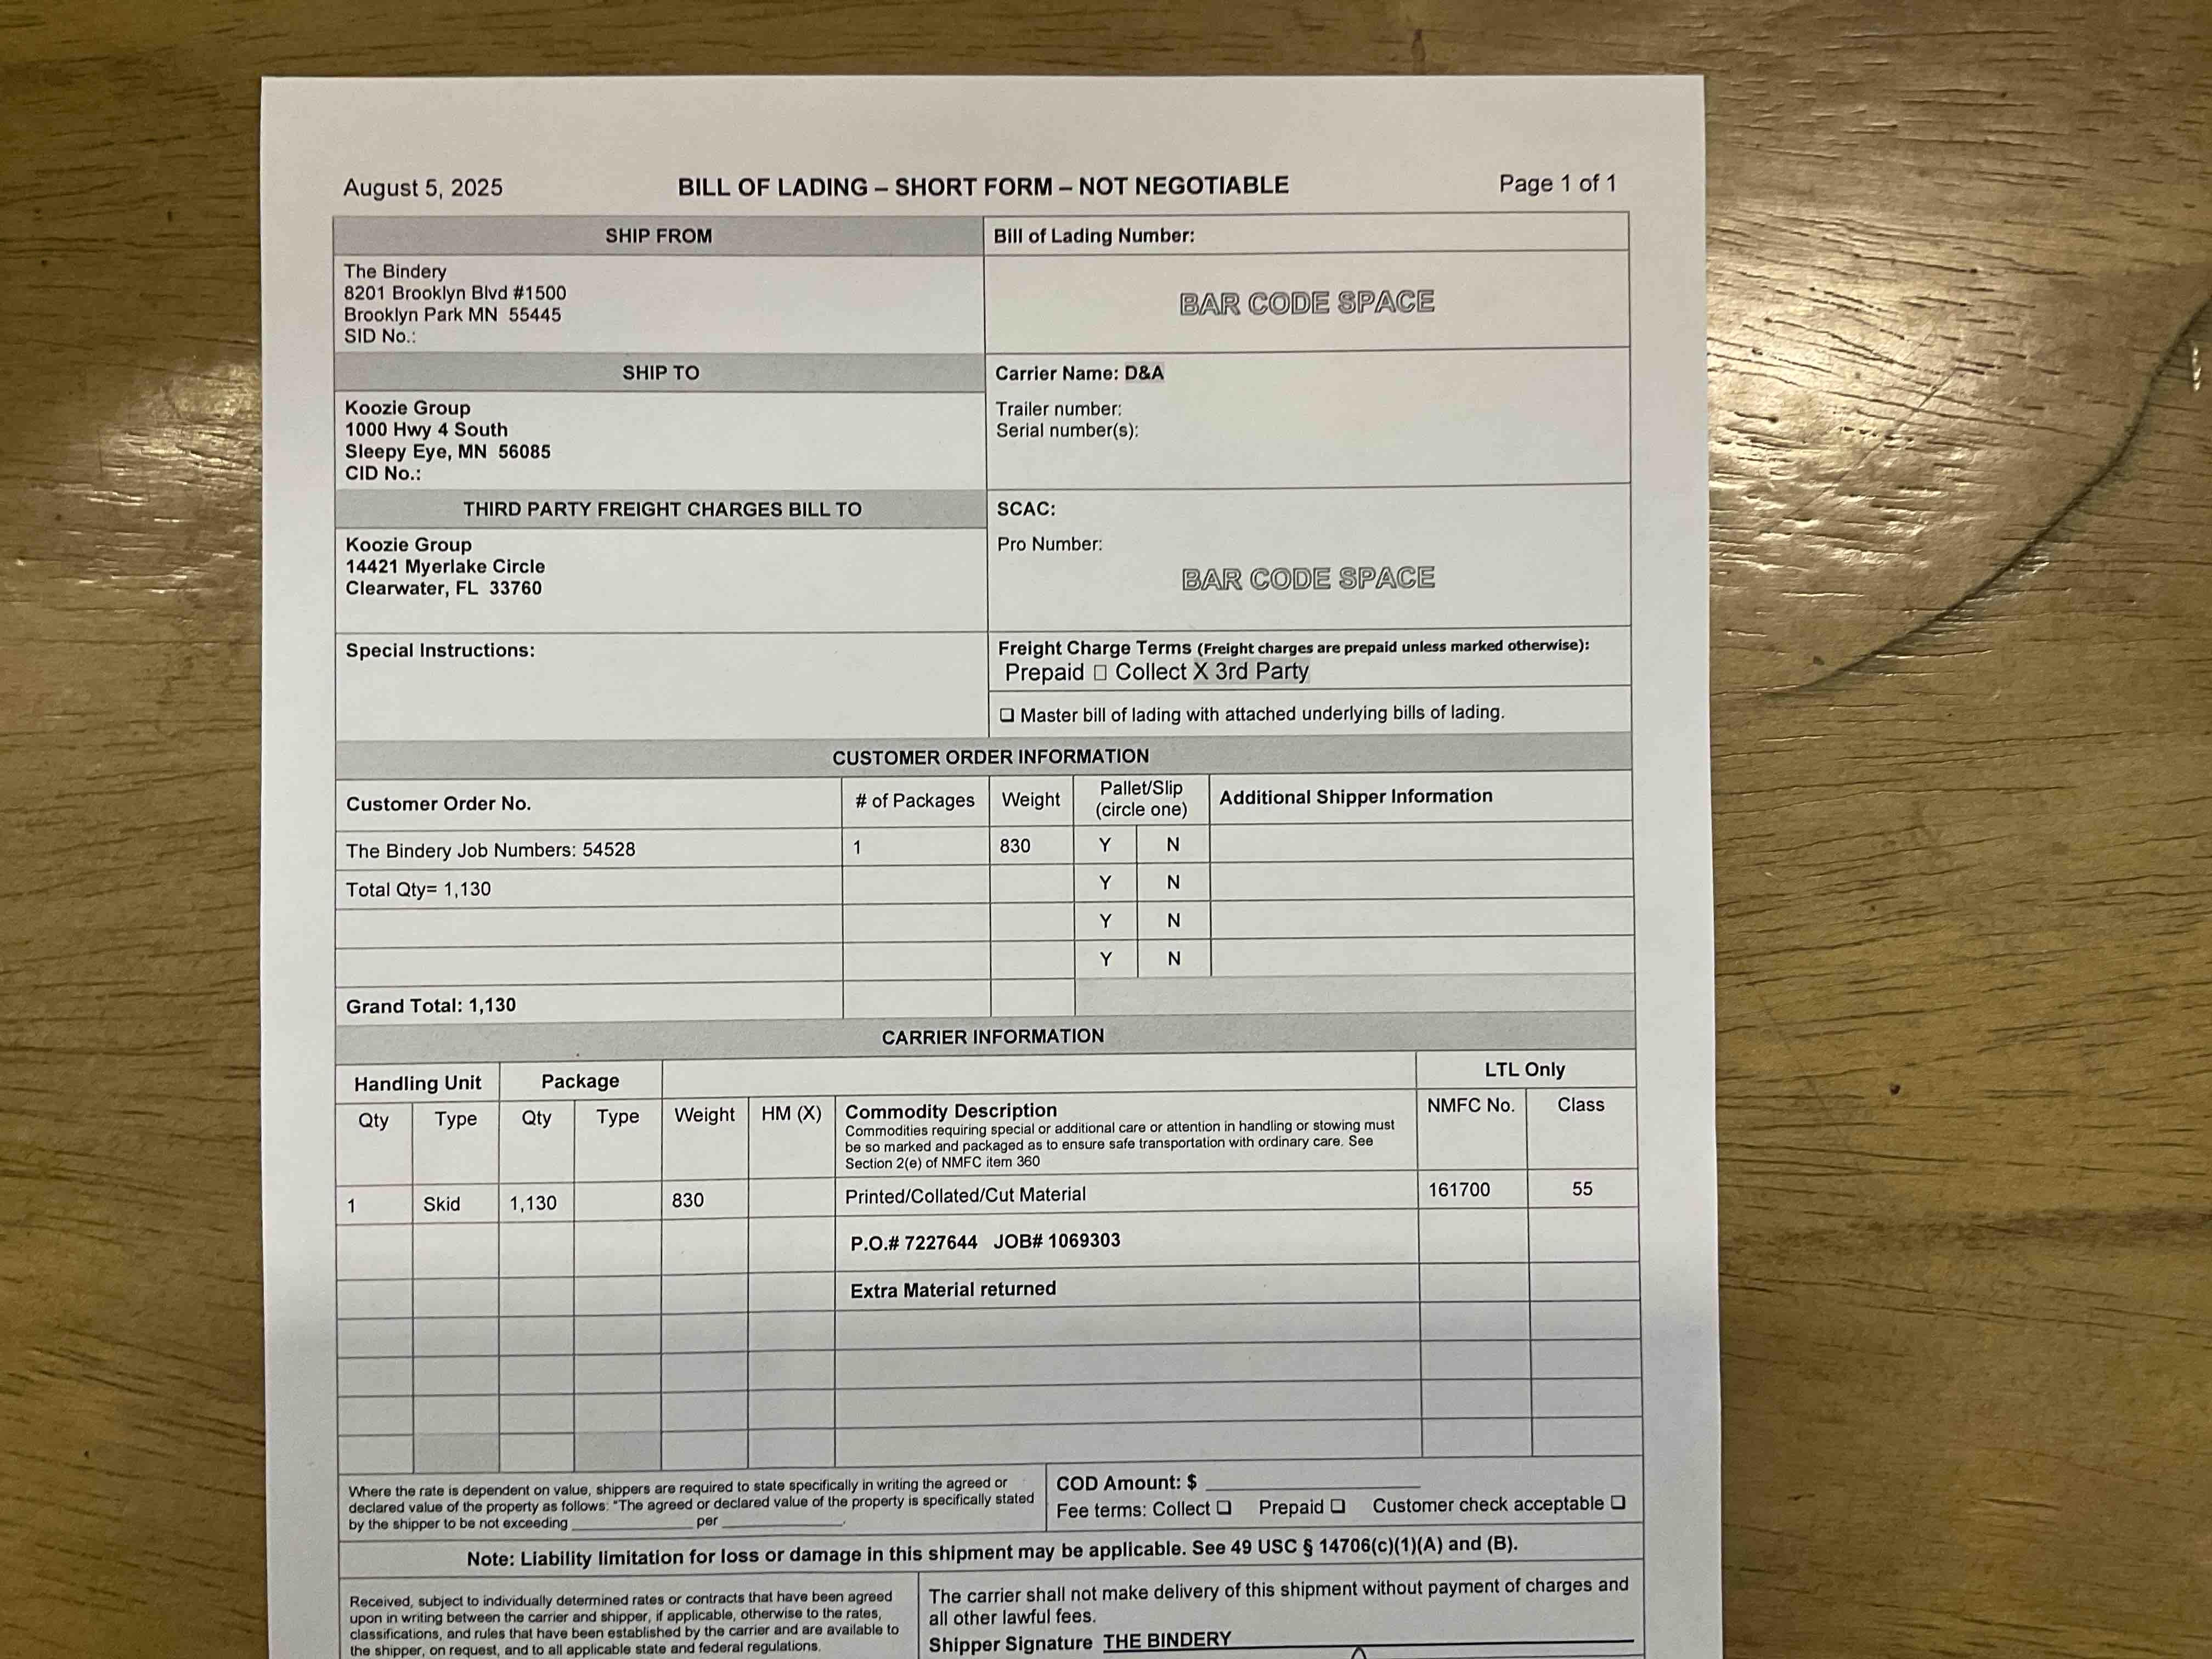 August 5, 2025 BILL OF LADING – SHORT FORM – NOT NEGOTIABLE Page 1 of 1
SHIP FROM
The Bindery
8201 Brooklyn Blvd #1500
Brooklyn Park MN 55445
SID No.:
Bill of Lading Number:
BAR CODE SPACE
SHIP TO
Koozie Group
1000 Hwy 4 South
Sleepy Eye, MN 56085
CID No.:
Carrier Name: D&A
Trailer number:
Serial number(s):
THIRD PARTY FREIGHT CHARGES BILL TO
Koozie Group
14421 Myerlake Circle
Clearwater, FL 33760
SCAC:
Pro Number:
BAR CODE SPACE
Special Instructions:
Freight Charge Terms (Freight charges are prepaid unless marked otherwise):
Prepaid ☐ Collect X 3rd Party
☐ Master bill of lading with attached underlying bills of lading.
CUSTOMER ORDER INFORMATION
Customer Order No. # of Packages Weight Pallet/Slip (circle one) Additional Shipper Information
The Bindery Job Numbers: 54528 1 830 Y N
Total Qty= 1,130 Y N
Y N
Y N
Grand Total: 1,130
CARRIER INFORMATION
Handling Unit Package LTL Only
Qty Type Qty Type Weight HM (X) Commodity Description NMFC No. Class
Commodities requiring special or additional care or attention in handling or stowing must
be so marked and packaged as to ensure safe transportation with ordinary care. See
Section 2(e) of NMFC item 360
1 Skid 1,130 830 Printed/Collated/Cut Material 161700 55
P.O.# 7227644 JOB# 1069303
Extra Material returned
Where the rate is dependent on value, shippers are required to state specifically in writing the agreed or
declared value of the property as follows: "The agreed or declared value of the property is specifically stated
by the shipper to be not exceeding ____________ per ____________.
COD Amount: $ ____________
Fee terms: Collect ☐ Prepaid ☐ Customer check acceptable ☐
Note: Liability limitation for loss or damage in this shipment may be applicable. See 49 USC § 14706(c)(1)(A) and (B).
Received, subject to individually determined rates or contracts that have been agreed
upon in writing between the carrier and shipper, if applicable, otherwise to the rates,
classifications, and rules that have been established by the carrier and are available to
the shipper, on request, and to all applicable state and federal regulations.
The carrier shall not make delivery of this shipment without payment of charges and
all other lawful fees.
Shipper Signature THE BINDERY